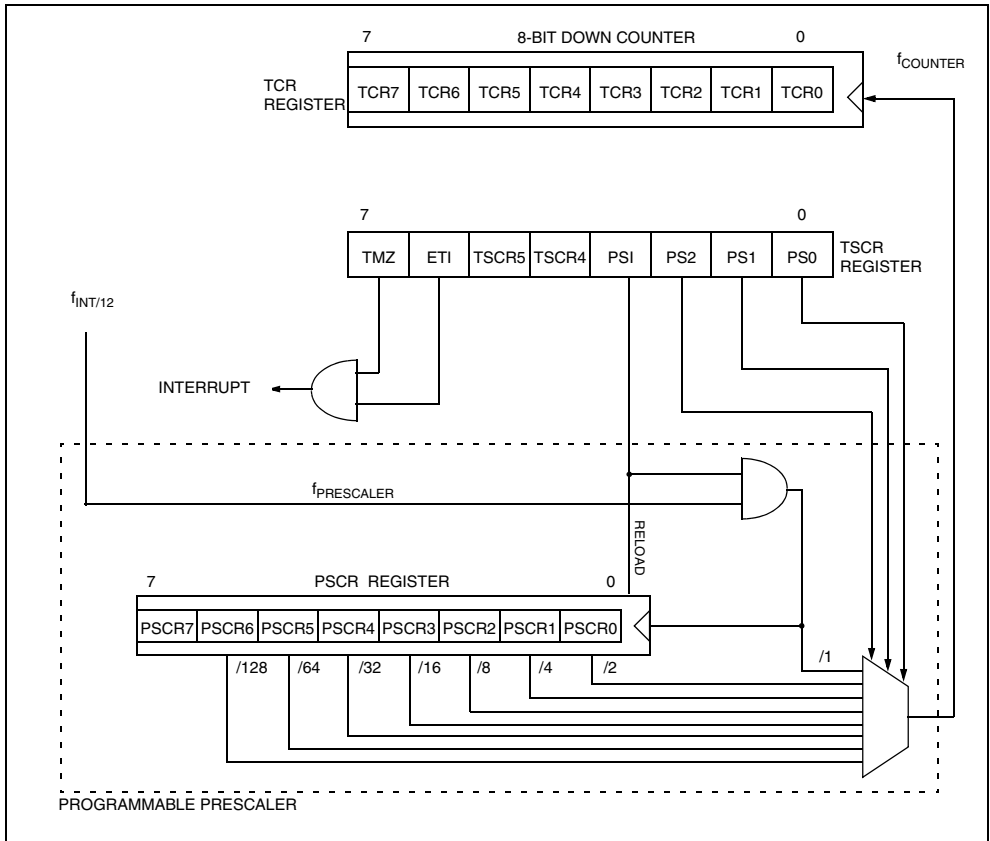 7 8-BIT DOWN COUNTER 0
fCOUNTER
TCR
REGISTER
TCR7 TCR6 TCR5 TCR4 TCR3 TCR2 TCR1 TCR0
7 0
TMZ ETI TSCR5 TSCR4 PSI PS2 PS1 PS0
TSCR
REGISTER
fINT/12
INTERRUPT
fPRESCALER
RELOAD
7 PSCR REGISTER 0
PSCR7 PSCR6 PSCR5 PSCR4 PSCR3 PSCR2 PSCR1 PSCR0
/128 /64 /32 /16 /8 /4 /2 /1
PROGRAMMABLE PRESCALER